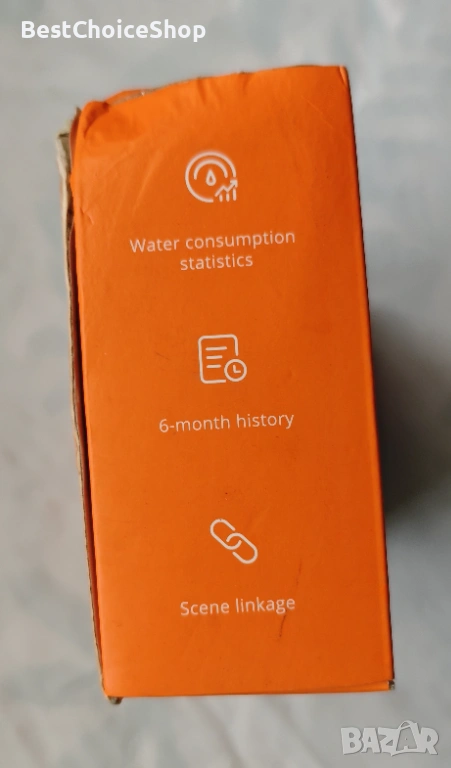 BestChoiceShop
Water consumption
statistics
6-month history
Scene linkage
BAZAR